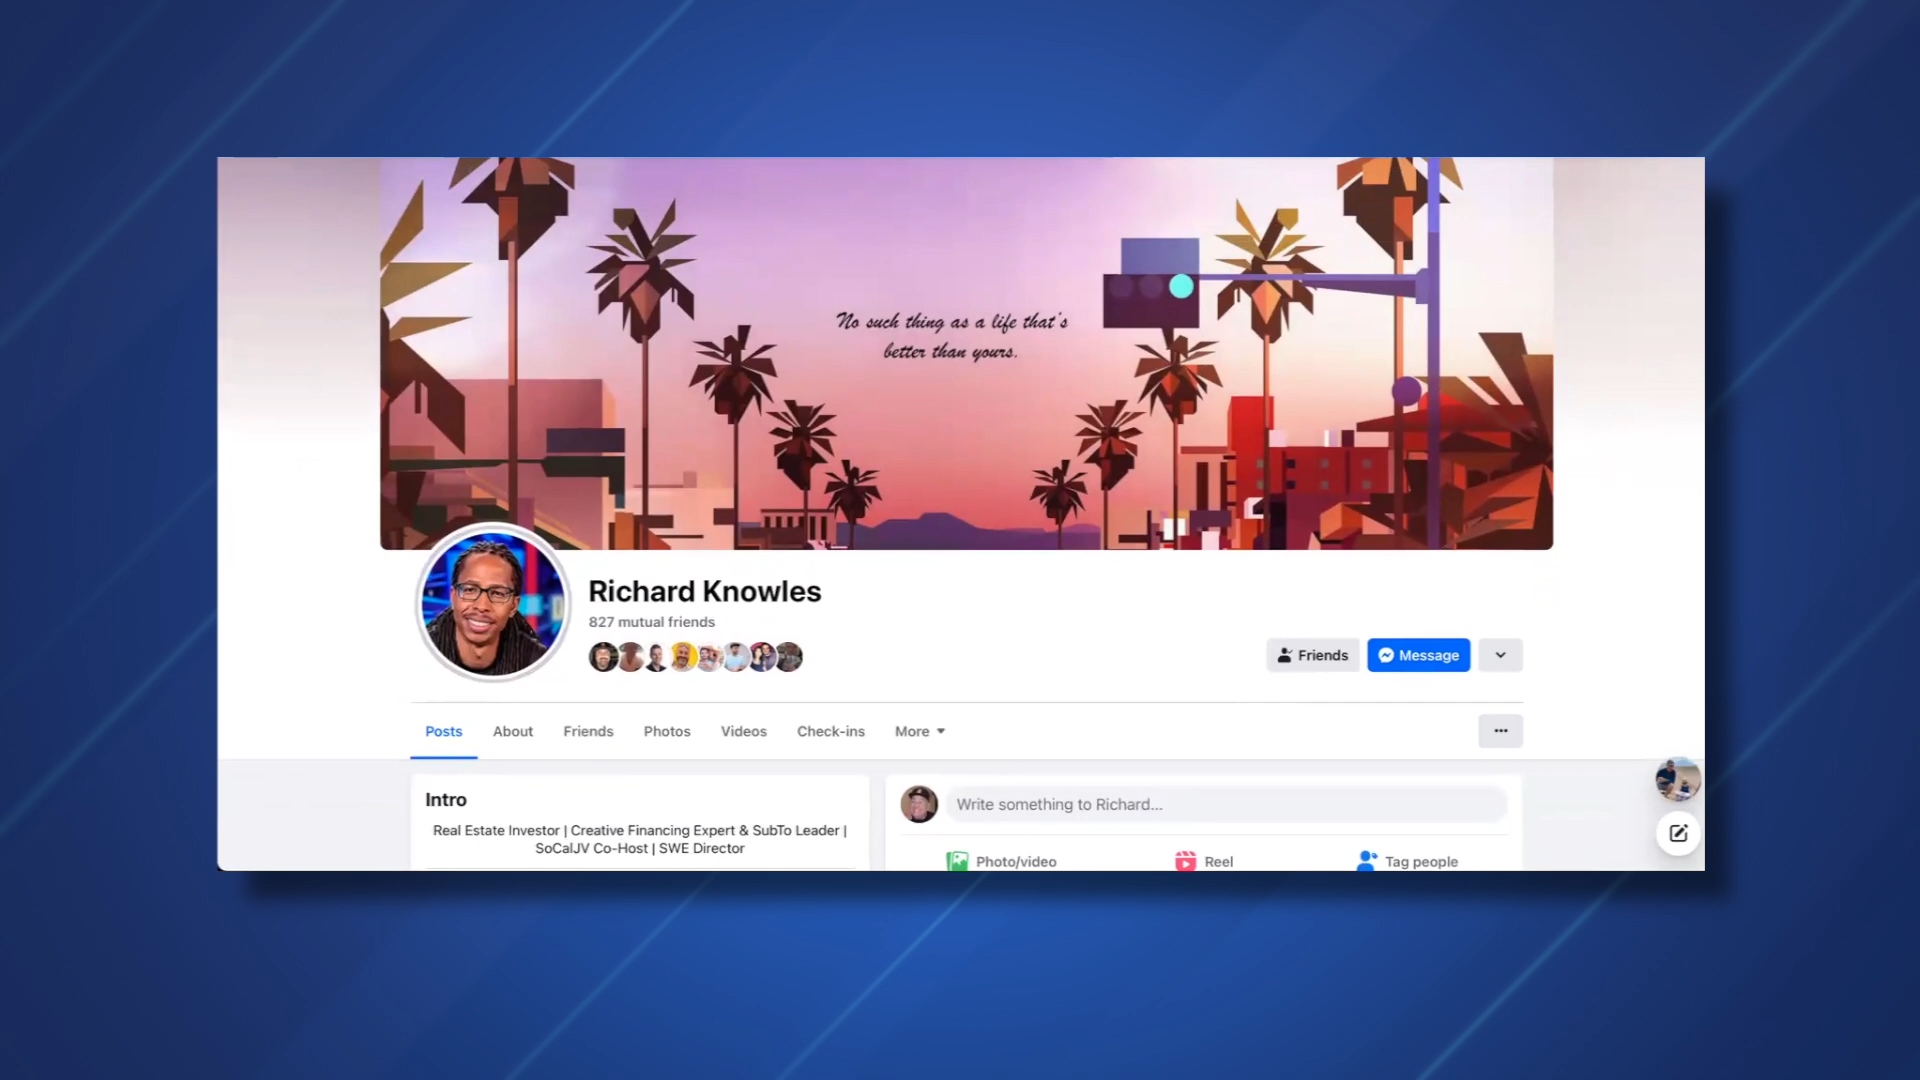 No such thing as a life that's
better than yours.
Richard Knowles
827 mutual friends
Friends
Message
Posts
About
Friends
Photos
Videos
Check-ins
More
Intro
Real Estate Investor | Creative Financing Expert & SubTo Leader |
SoCalJV Co-Host | SWE Director
Write something to Richard...
Photo/video
Reel
Tag people